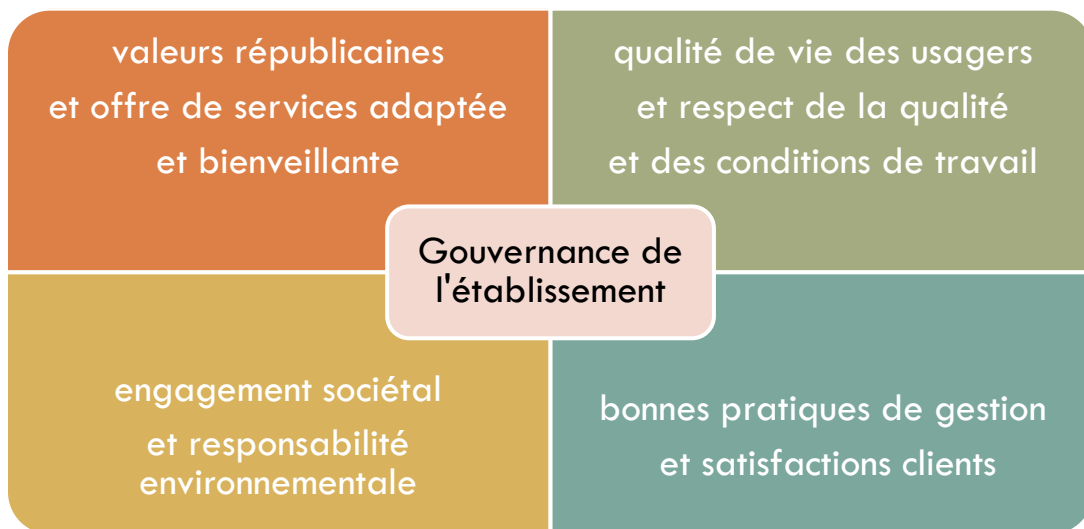 valeurs républicaines
et offre de services adaptée
et bienveillante
qualité de vie des usagers
et respect de la qualité
et des conditions de travail
Gouvernance de
l'établissement
engagement sociétal
et responsabilité
environnementale
bonnes pratiques de gestion
et satisfactions clients